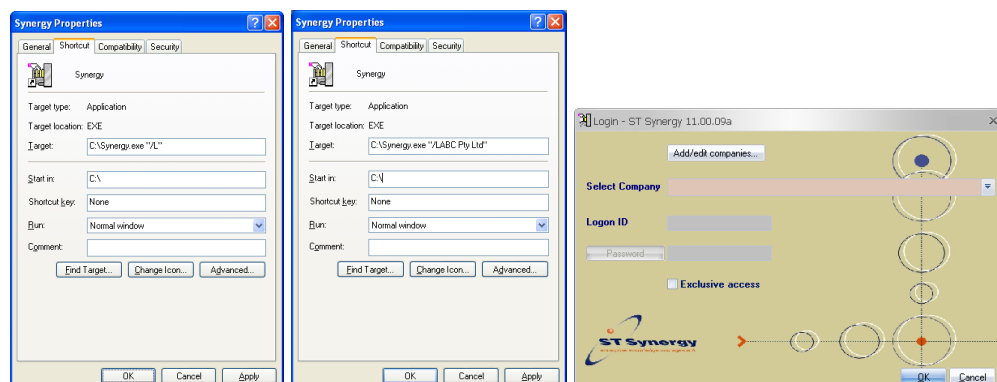 Synergy Properties
General Shortcut Compatibility Security
Synergy
Target type: Application
Target location: EXE
Target: C:\Synergy.exe "/L"
Start in: C:\
Shortcut key: None
Run: Normal window
Comment:
Find Target... Change Icon... Advanced...
OK Cancel Apply
Synergy Properties
General Shortcut Compatibility Security
Synergy
Target type: Application
Target location: EXE
Target: C:\Synergy.exe "/LABC Pty Ltd"
Start in: C:\
Shortcut key: None
Run: Normal window
Comment:
Find Target... Change Icon... Advanced...
OK Cancel Apply
Login - ST Synergy 11.00.09a
Add/edit companies...
Select Company
Logon ID
Password
Exclusive access
ST Synergy
OK Cancel